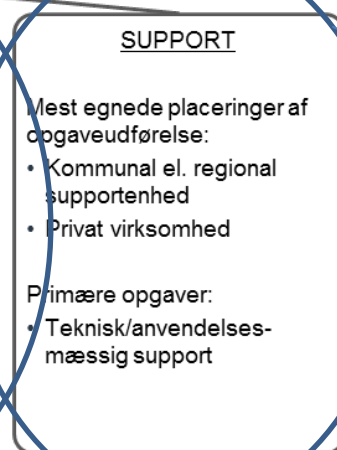 SUPPORT
Mest egnede placeringer af
opgaveudførelse:
• Kommunal el. regional
supportenhed
• Privat virksomhed
Primære opgaver:
• Teknisk/anvendelses-
mæssig support